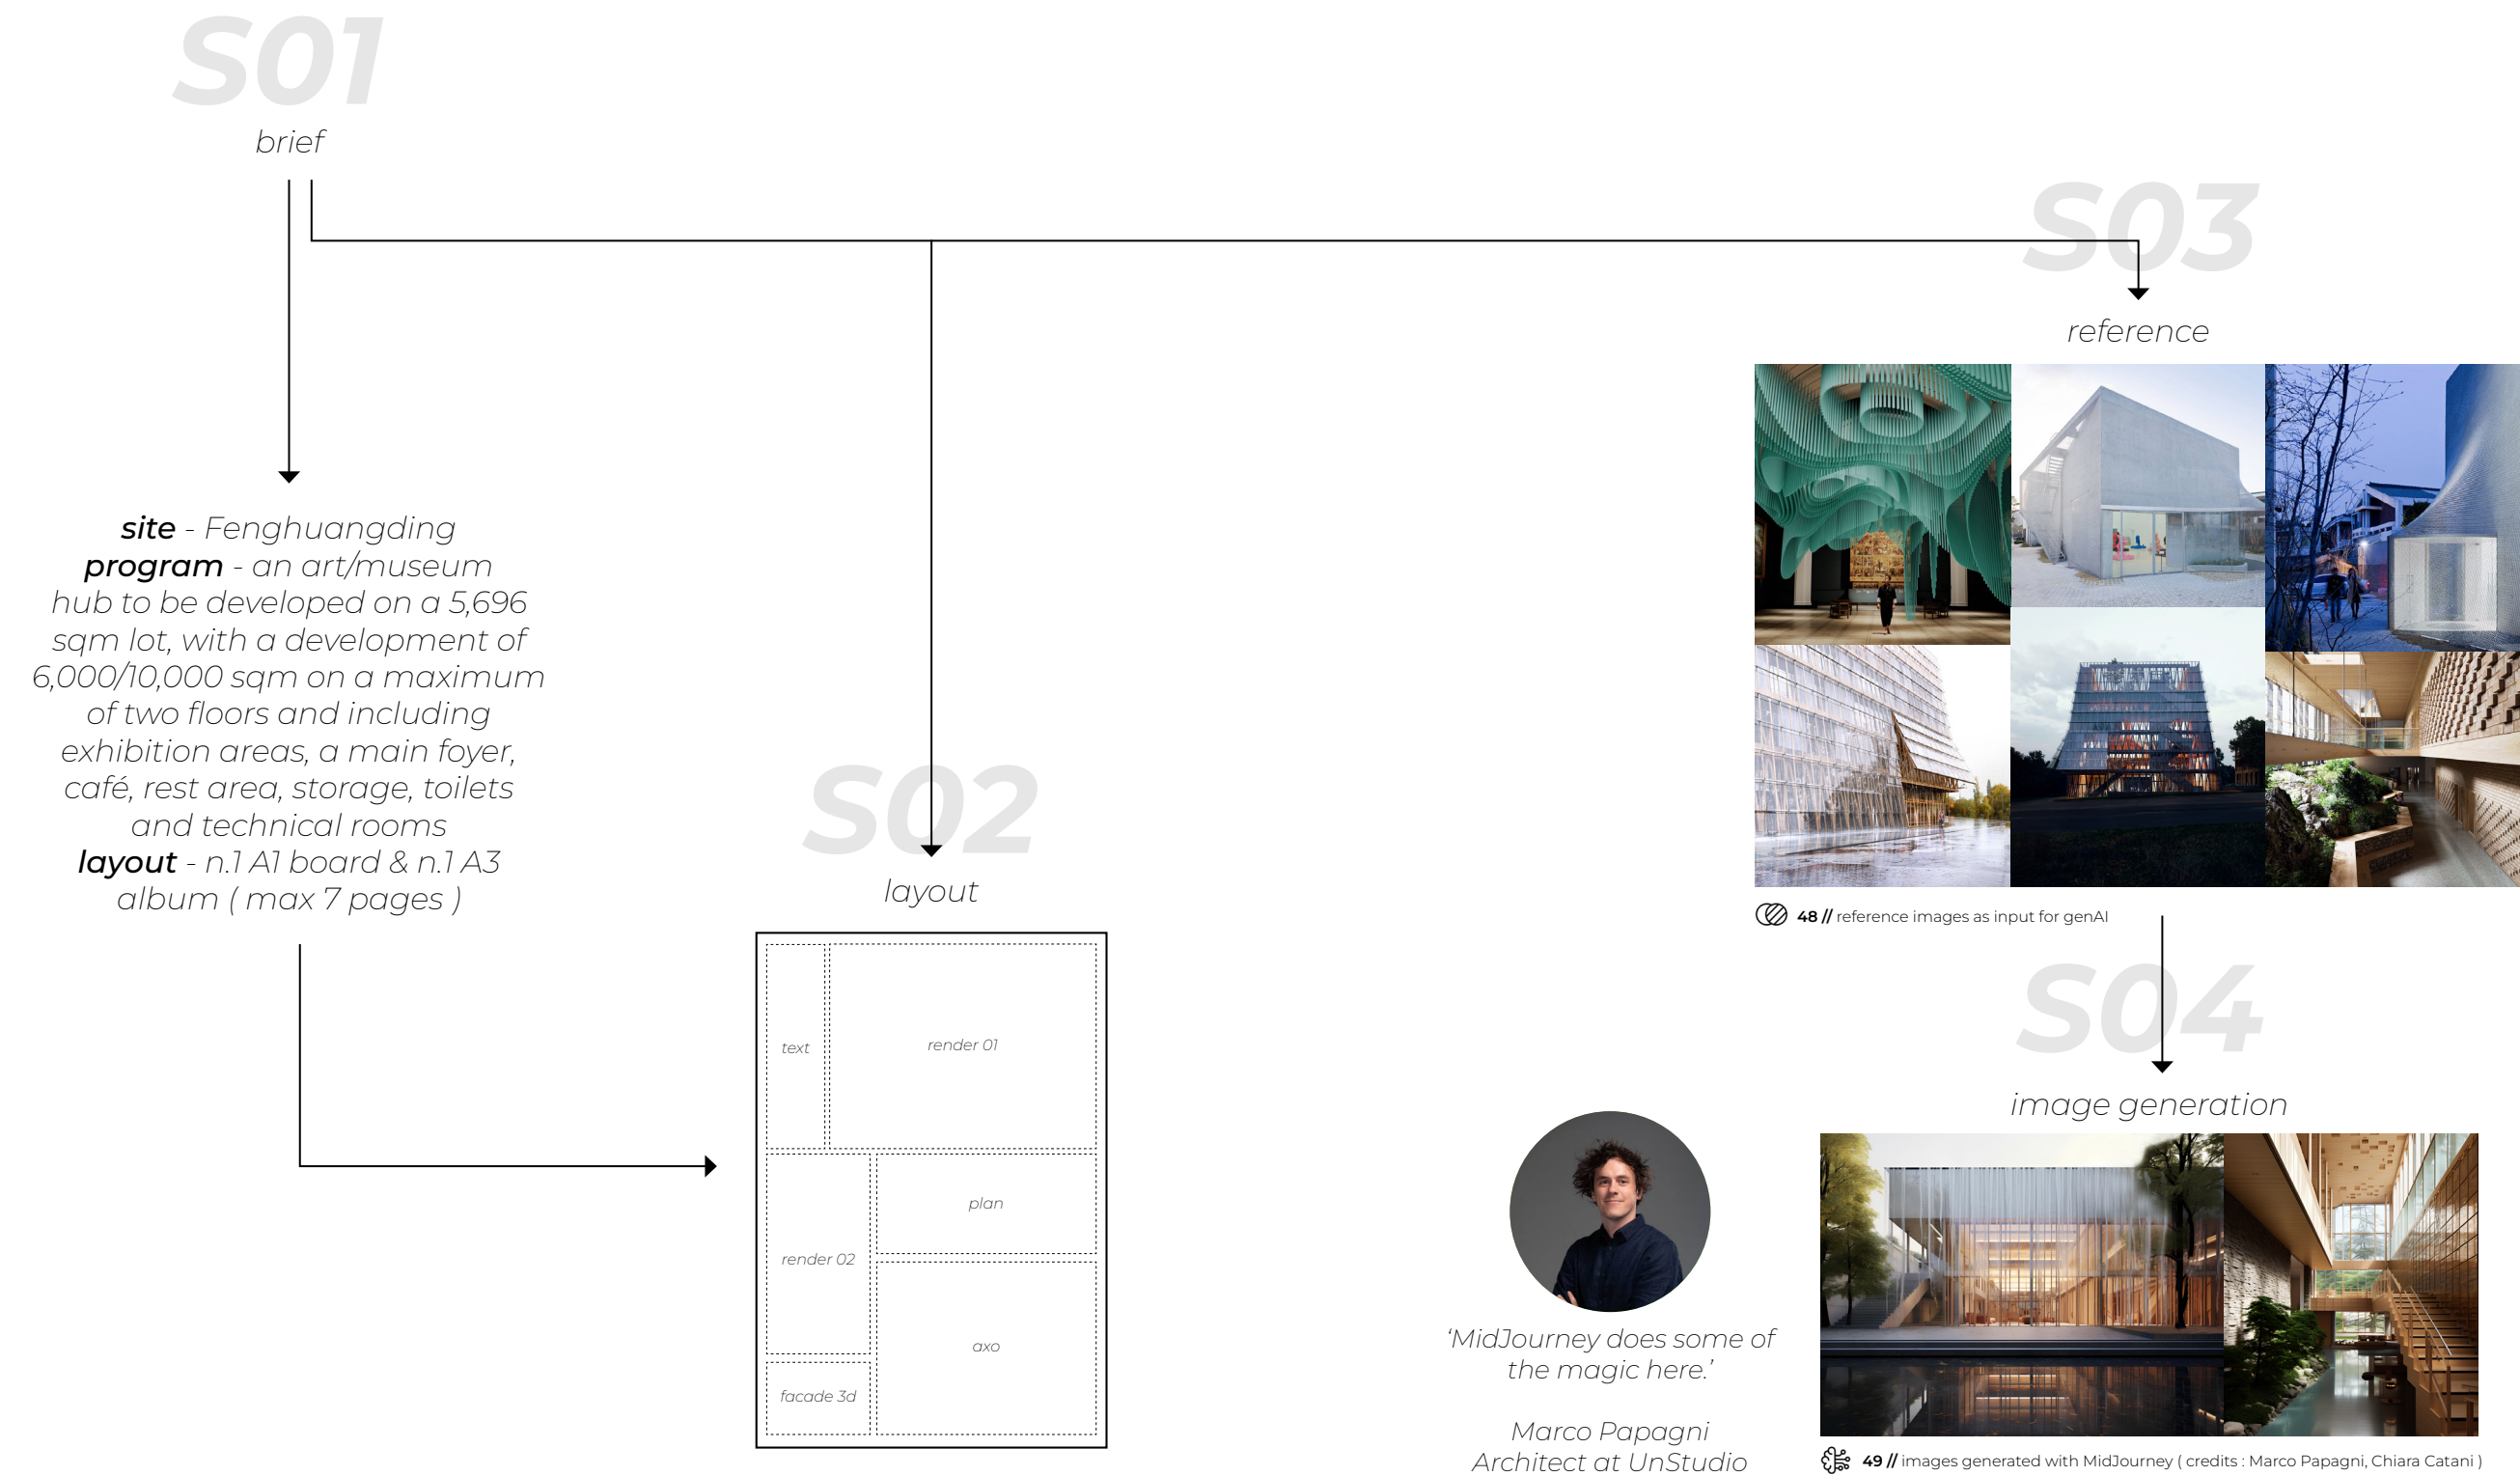 S01
brief
site - Fenghuangding
program - an art/museum
hub to be developed on a 5,696
sqm lot, with a development of
6,000/10,000 sqm on a maximum
of two floors and including
exhibition areas, a main foyer,
café, rest area, storage, toilets
and technical rooms
layout - n.1 A1 board & n.1 A3
album ( max 7 pages )
S02
layout
text
render 01
plan
render 02
axo
facade 3d
S03
reference
48 // reference images as input for genAI
S04
image generation
‘MidJourney does some of
the magic here.’
Marco Papagni
Architect at UnStudio
49 // images generated with MidJourney ( credits : Marco Papagni, Chiara Catani )